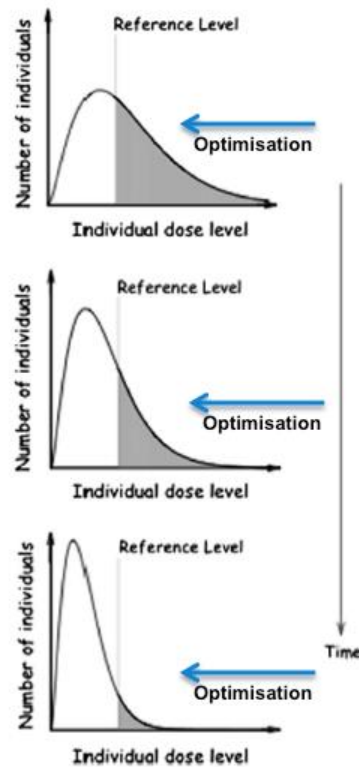 Reference Level
Number of individuals
Optimisation
Individual dose level
Reference Level
Number of individuals
Optimisation
Individual dose level
Reference Level
Number of individuals
Time
Optimisation
Individual dose level